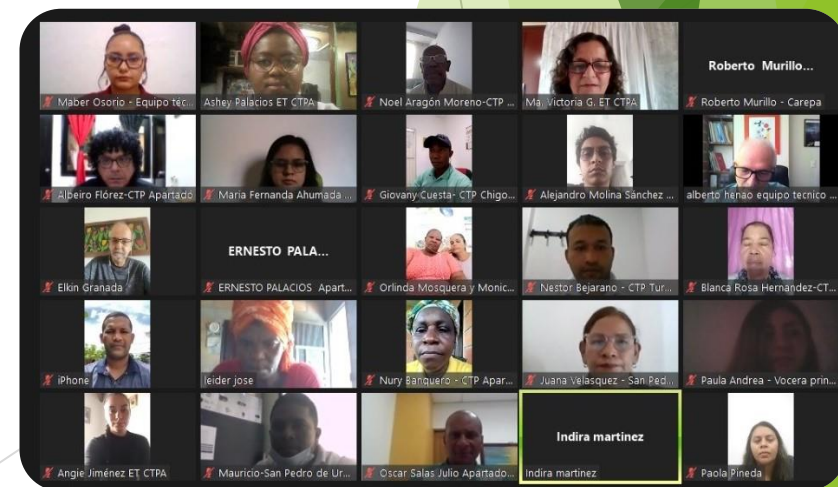 Maber Osorio - Equipo téc...
Ashey Palacios ET CTPA
Noel Aragón Moreno-CTP ...
Ma. Victoria G. ET CTPA
Roberto Murillo...
Roberto Murillo - Carepa
Albeiro Flórez-CTP Apartado
Maria Fernanda Ahumada ...
Giovany Cuesta- CTP Chigo...
Alejandro Molina Sánchez ...
alberto henao equipo tecnico ...
Elkin Granada
ERNESTO PALA...
ERNESTO PALACIOS Apart...
Orlinda Mosquera y Monic...
Nestor Bejarano - CTP Tur...
Blanca Rosa Hernandez-CT...
iPhone
leider jose
Nury Banquero - CTP Apar...
Juana Velasquez - San Ped...
Paula Andrea - Vocera prin...
Angie Jiménez ET CTPA
Mauricio-San Pedro de Ur...
Oscar Salas Julio Apartado...
Indira martinez
Indira martinez
Paola Pineda